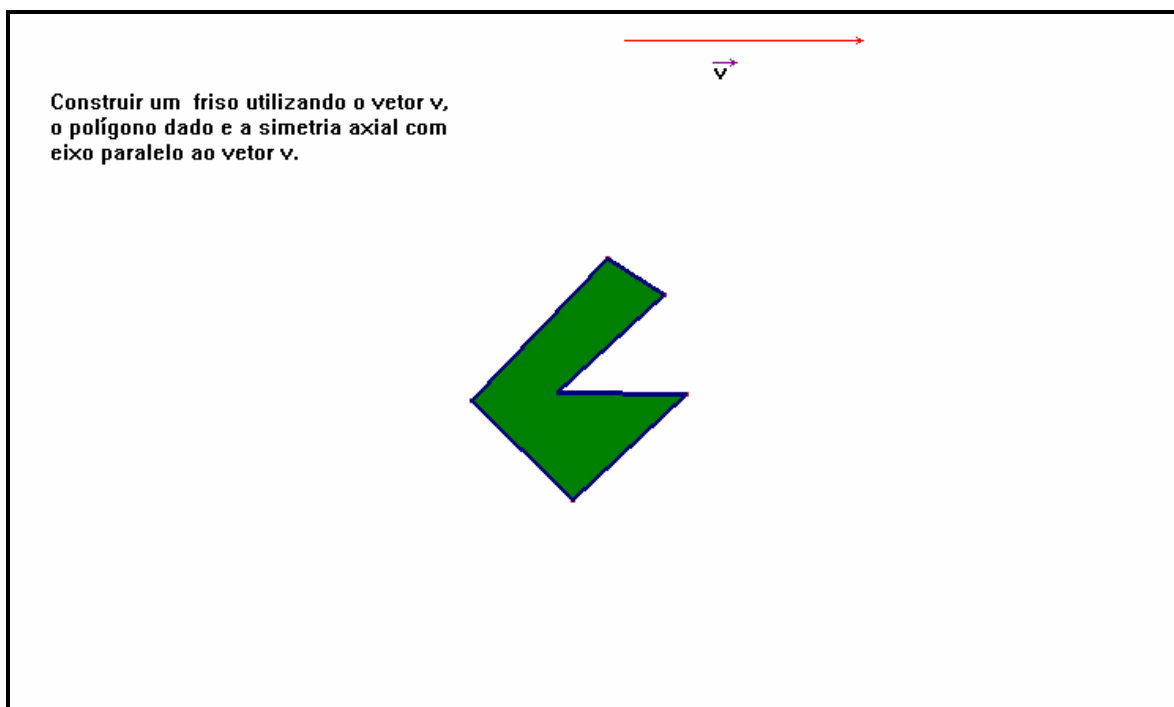 v
Construir um friso utilizando o vetor v,
o polígono dado e a simetria axial com
eixo paralelo ao vetor v.